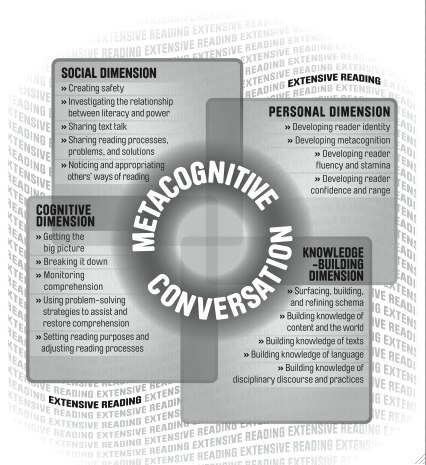 EXTENSIVE READING
SOCIAL DIMENSION
» Creating safety
» Investigating the relationship
between literacy and power
» Sharing text talk
» Sharing reading processes,
problems, and solutions
» Noticing and appropriating
others' ways of reading
PERSONAL DIMENSION
» Developing reader identity
» Developing metacognition
» Developing reader
fluency and stamina
» Developing reader
confidence and range
METACOGNITIVE
CONVERSATION
COGNITIVE
DIMENSION
» Getting the
big picture
» Breaking it down
» Monitoring
comprehension
» Using problem-solving
strategies to assist and
restore comprehension
» Setting reading purposes and
adjusting reading processes
KNOWLEDGE
-BUILDING
DIMENSION
» Surfacing, building,
and refining schema
» Building knowledge of
content and the world
» Building knowledge of texts
» Building knowledge of language
» Building knowledge of
disciplinary discourse and practices
EXTENSIVE READING